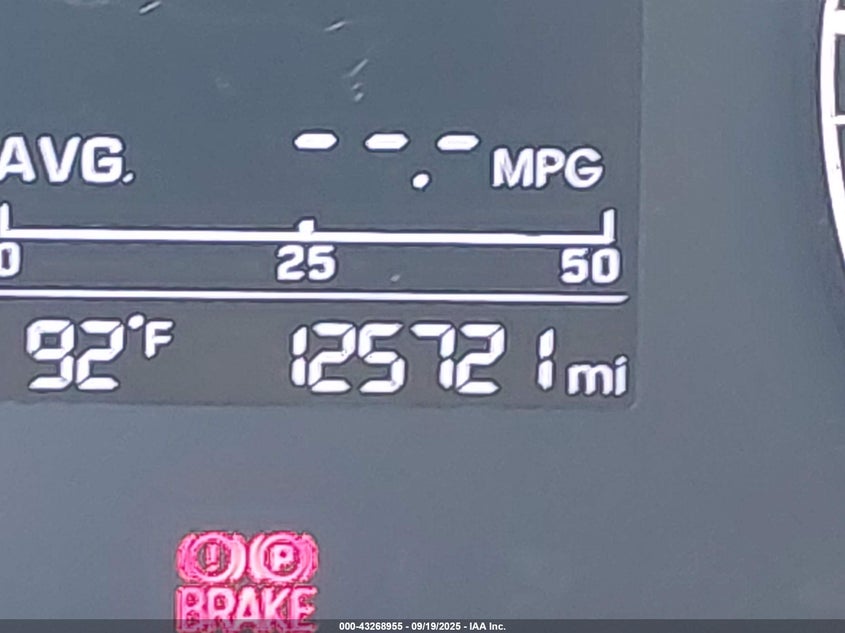 AVG. --.- MPG
0 25 50
92°F 125721 mi
! P
BRAKE
000-43268955 - 09/19/2025 - IAA Inc.